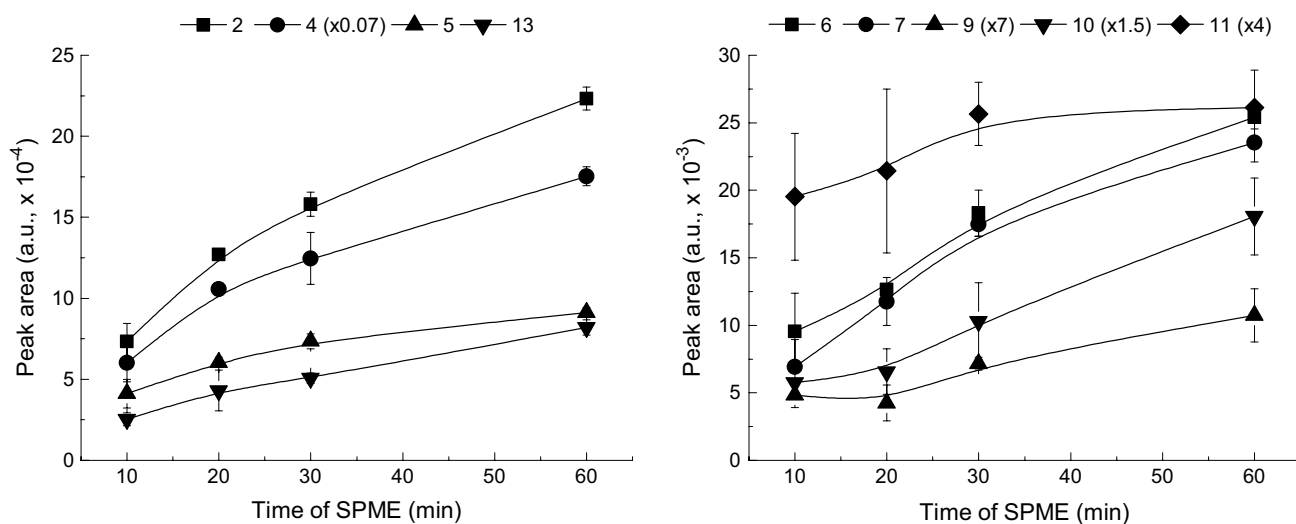 2 4 (x0.07) 5 13
Peak area (a.u., x 10⁻⁴)
25
20
15
10
5
0
10 20 30 40 50 60
Time of SPME (min)
6 7 9 (x7) 10 (x1.5) 11 (x4)
Peak area (a.u., x 10⁻³)
30
25
20
15
10
5
0
10 20 30 40 50 60
Time of SPME (min)